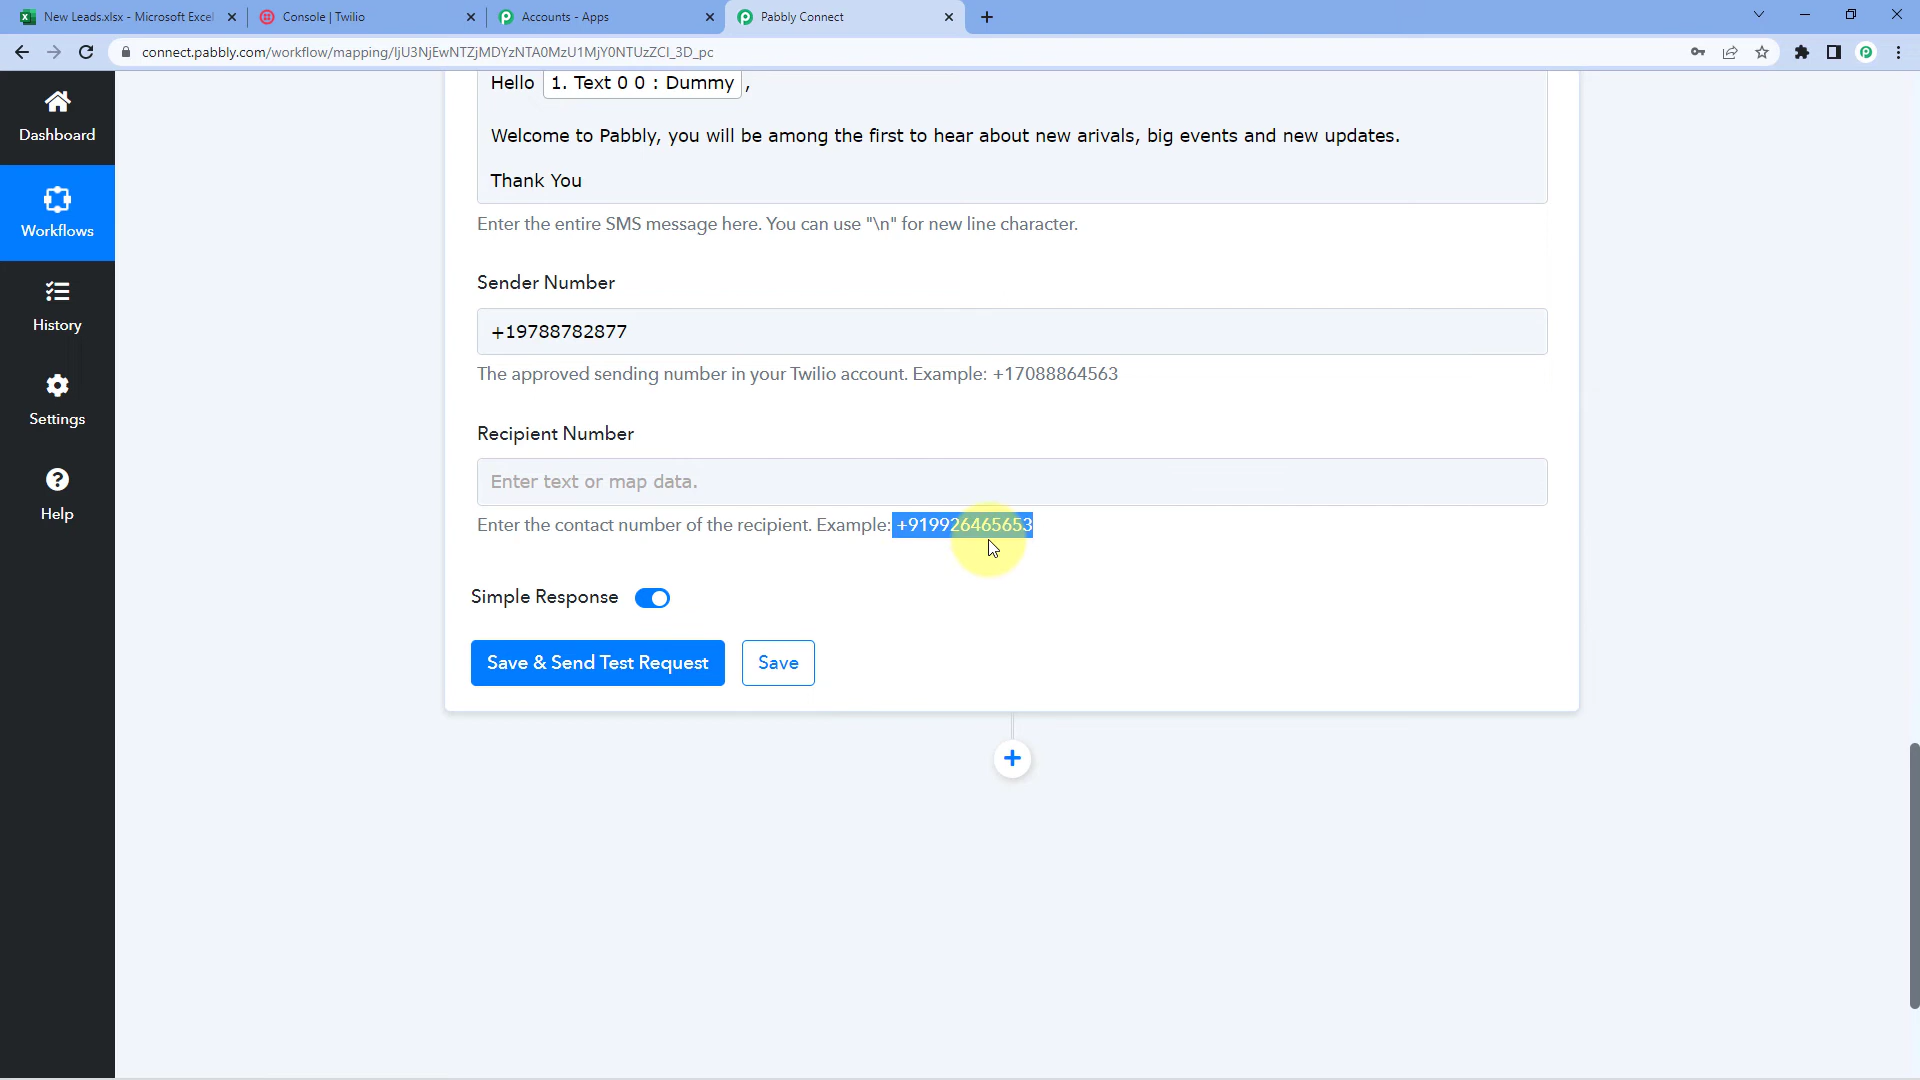 New Leads.xlsx - Microsoft Excel
Console | Twilio
Accounts - Apps
Pabbly Connect
connect.pabbly.com/workflow/mapping/IjU3NjEwNTZjMDYzNTA0MzU1MjY0NTUzZCI_3D_pc
Dashboard
Workflows
History
Settings
Help
Hello 1. Text 0 0 : Dummy ,
Welcome to Pabbly, you will be among the first to hear about new arivals, big events and new updates.
Thank You
Enter the entire SMS message here. You can use "\n" for new line character.
Sender Number
+19788782877
The approved sending number in your Twilio account. Example: +17088864563
Recipient Number
Enter text or map data.
Enter the contact number of the recipient. Example: +919926465653
Simple Response
Save & Send Test Request
Save